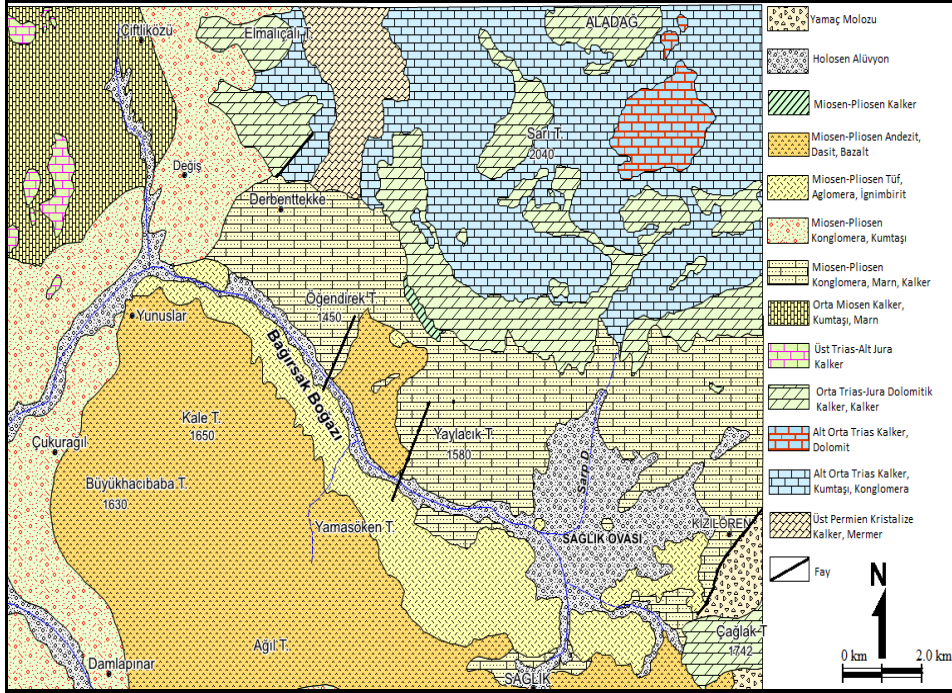 Çiftliközü
Elmalıçalı T.
ALADAĞ
Sarı T.
2040
Değiş
Derbenttekke
Öğendirek T.
1450
Yunuslar
Bağırsak Boğazı
Kale T.
1650
Çukurağıl
Yaylacık T.
1580
Büyükhacıbaba T.
1630
Yamasöken T.
Sarp D.
SAĞLIK OVASI
KIZILÖREN
Ağıl T.
Çağlak T
1742
Damlapınar
SAĞLIK
Yamaç Molozu
Holosen Alüvyon
Miosen-Pliosen Kalker
Miosen-Pliosen Andezit,
Dasit, Bazalt
Miosen-Pliosen Tüf,
Aglomera, İgnimbirit
Miosen-Pliosen
Konglomera, Kumtaşı
Miosen-Pliosen
Konglomera, Marn, Kalker
Orta Miosen Kalker,
Kumtaşı, Marn
Üst Trias-Alt Jura
Kalker
Orta Trias-Jura Dolomitik
Kalker, Kalker
Alt Orta Trias Kalker,
Dolomit
Alt Orta Trias Kalker,
Kumtaşı, Konglomera
Üst Permien Kristalize
Kalker, Mermer
Fay
N
0 km 2.0 km